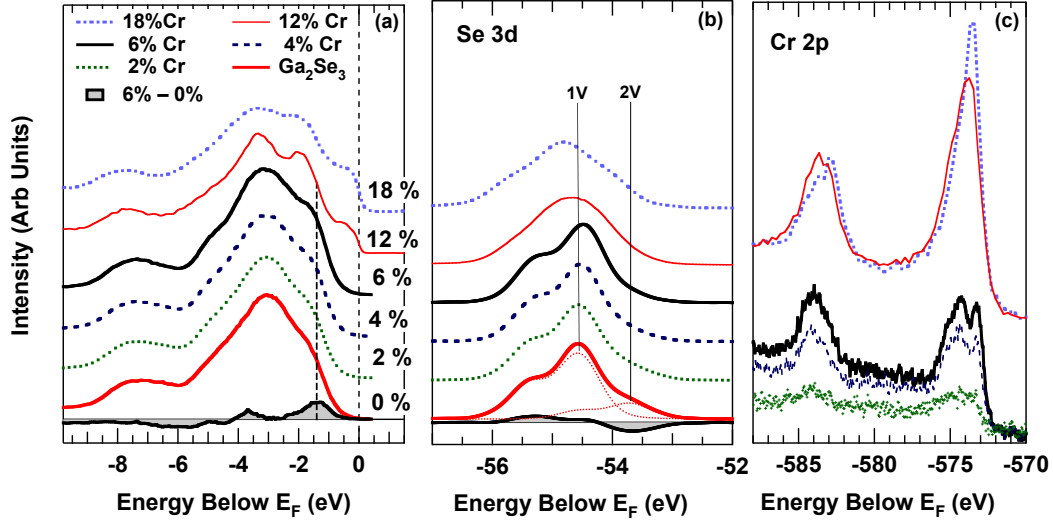 18%Cr
12% Cr
(a)
6% Cr
4% Cr
2% Cr
Ga2Se3
6% – 0%
18 %
12 %
6 %
4 %
2 %
0 %
Intensity (Arb Units)
-8 -6 -4 -2 0
Energy Below EF (eV)
(b)
Se 3d
1V 2V
-56 -54 -52
Energy Below EF (eV)
(c)
Cr 2p
-585 -580 -575 -570
Energy Below EF (eV)